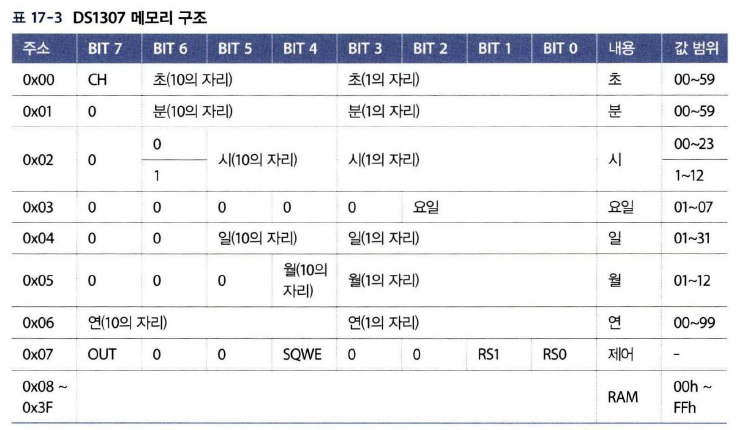 표 17-3 DS1307 메모리 구조
주소 BIT 7 BIT 6 BIT 5 BIT 4 BIT 3 BIT 2 BIT 1 BIT 0 내용 값 범위
0x00 CH 초(10의 자리) 초(1의 자리) 초 00~59
0x01 0 분(10의 자리) 분(1의 자리) 분 00~59
0x02 0 0 시(10의 자리) 시(1의 자리) 시 00~23
1 1~12
0x03 0 0 0 0 0 요일 요일 01~07
0x04 0 0 일(10의 자리) 일(1의 자리) 일 01~31
0x05 0 0 0 월(10의 자리) 월(1의 자리) 월 01~12
0x06 연(10의 자리) 연(1의 자리) 연 00~99
0x07 OUT 0 0 SQWE 0 0 RS1 RS0 제어 -
0x08 ~ 0x3F RAM 00h ~ FFh